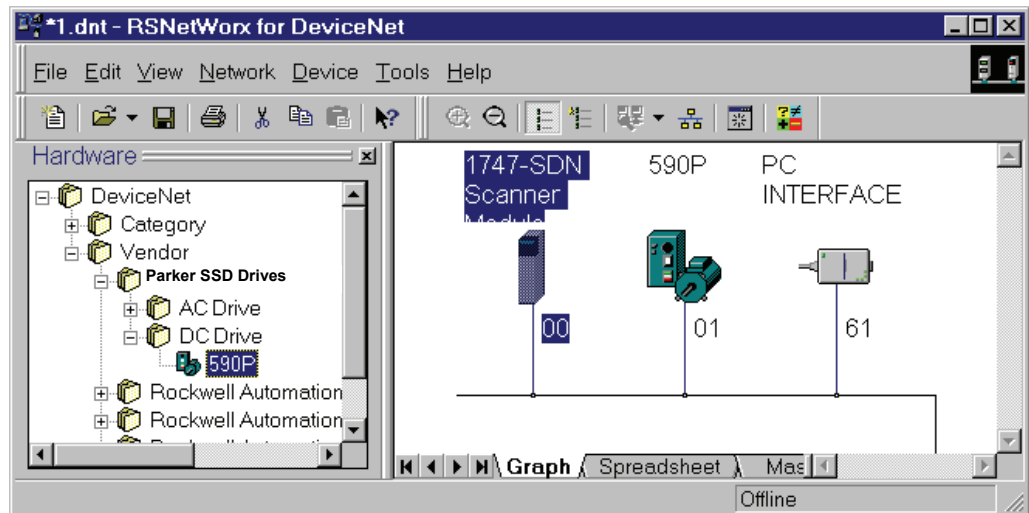 *1.dnt - RSNetWorx for DeviceNet
File Edit View Network Device Tools Help
Hardware
DeviceNet
Category
Vendor
Parker SSD Drives
AC Drive
DC Drive
590P
Rockwell Automation
Rockwell Automation
1747-SDN
Scanner
Module
590P
PC
INTERFACE
00
01
61
Graph
Spreadsheet
Mas
Offline